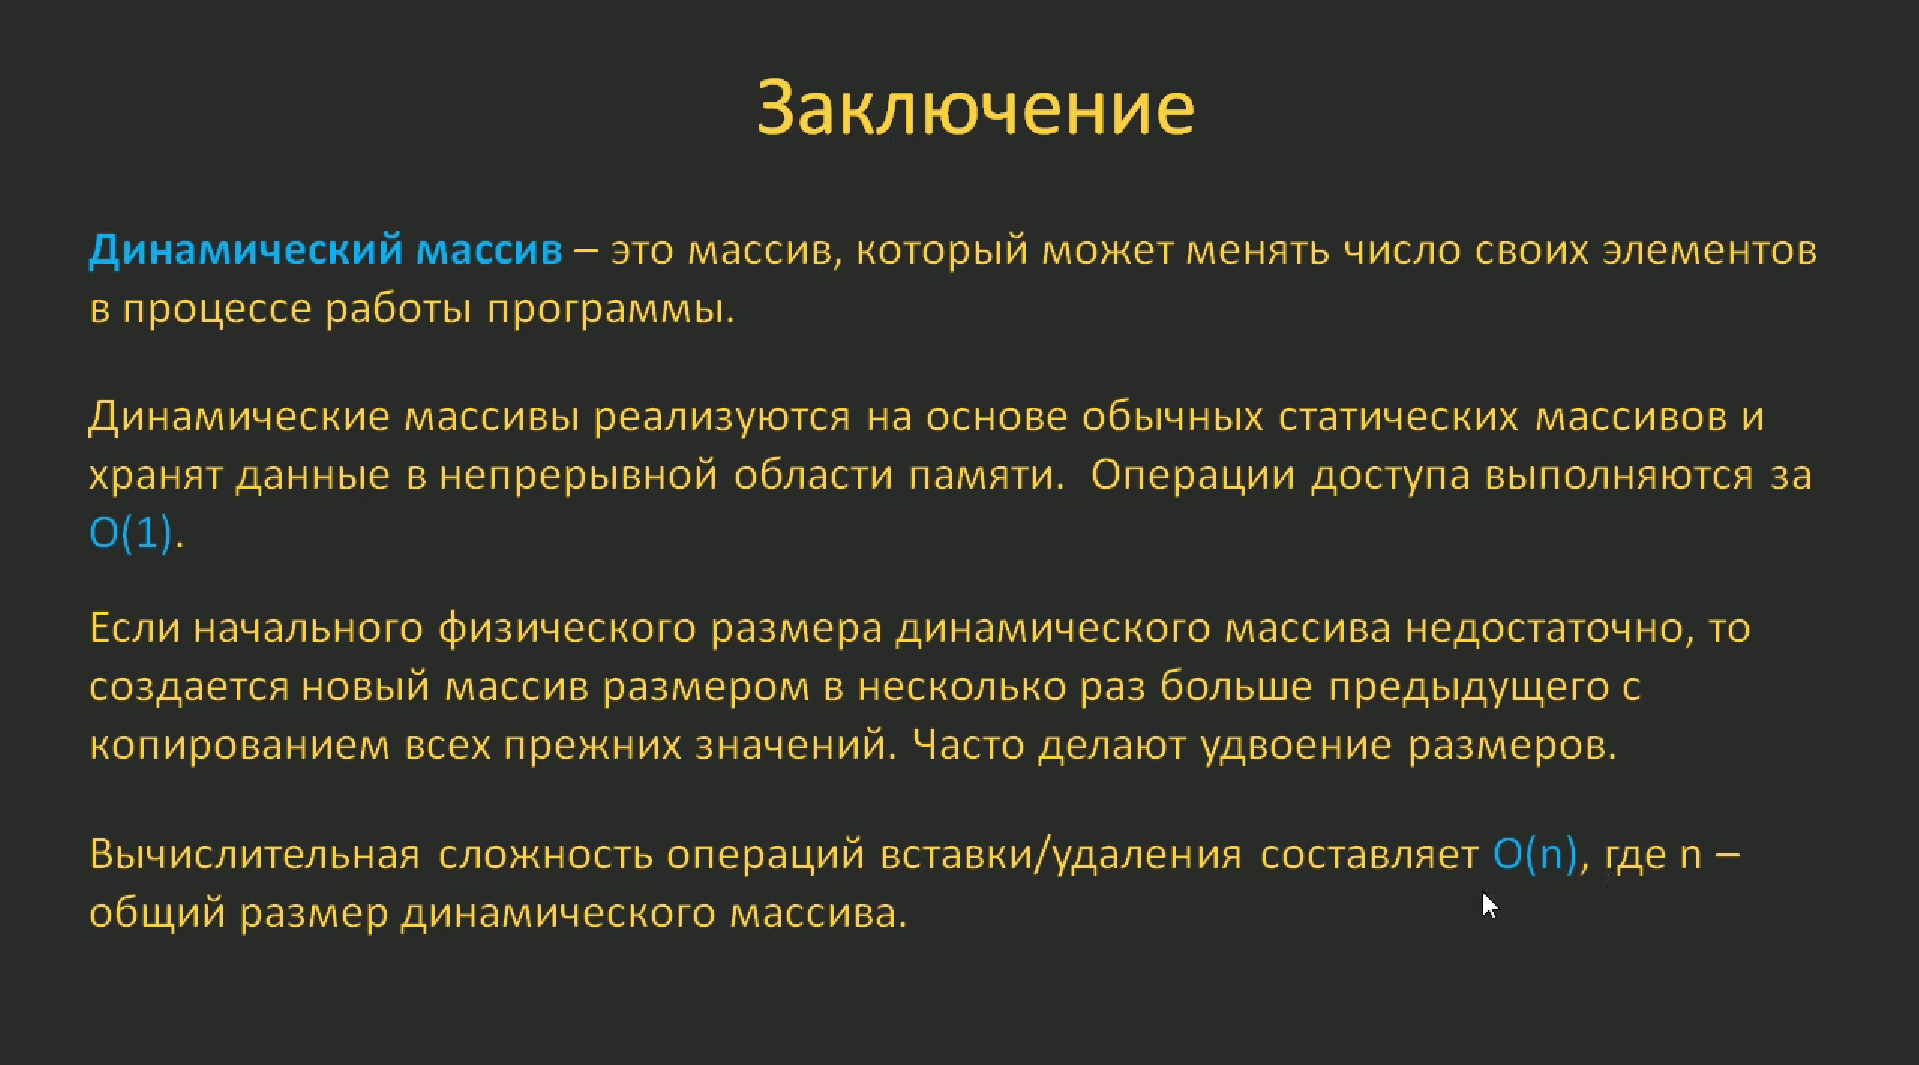 Заключение
Динамический массив – это массив, который может менять число своих элементов
в процессе работы программы.
Динамические массивы реализуются на основе обычных статических массивов и
хранят данные в непрерывной области памяти.  Операции доступа выполняются за
O(1).
Если начального физического размера динамического массива недостаточно, то
создается новый массив размером в несколько раз больше предыдущего с
копированием всех прежних значений. Часто делают удвоение размеров.
Вычислительная сложность операций вставки/удаления составляет O(n), где n –
общий размер динамического массива.